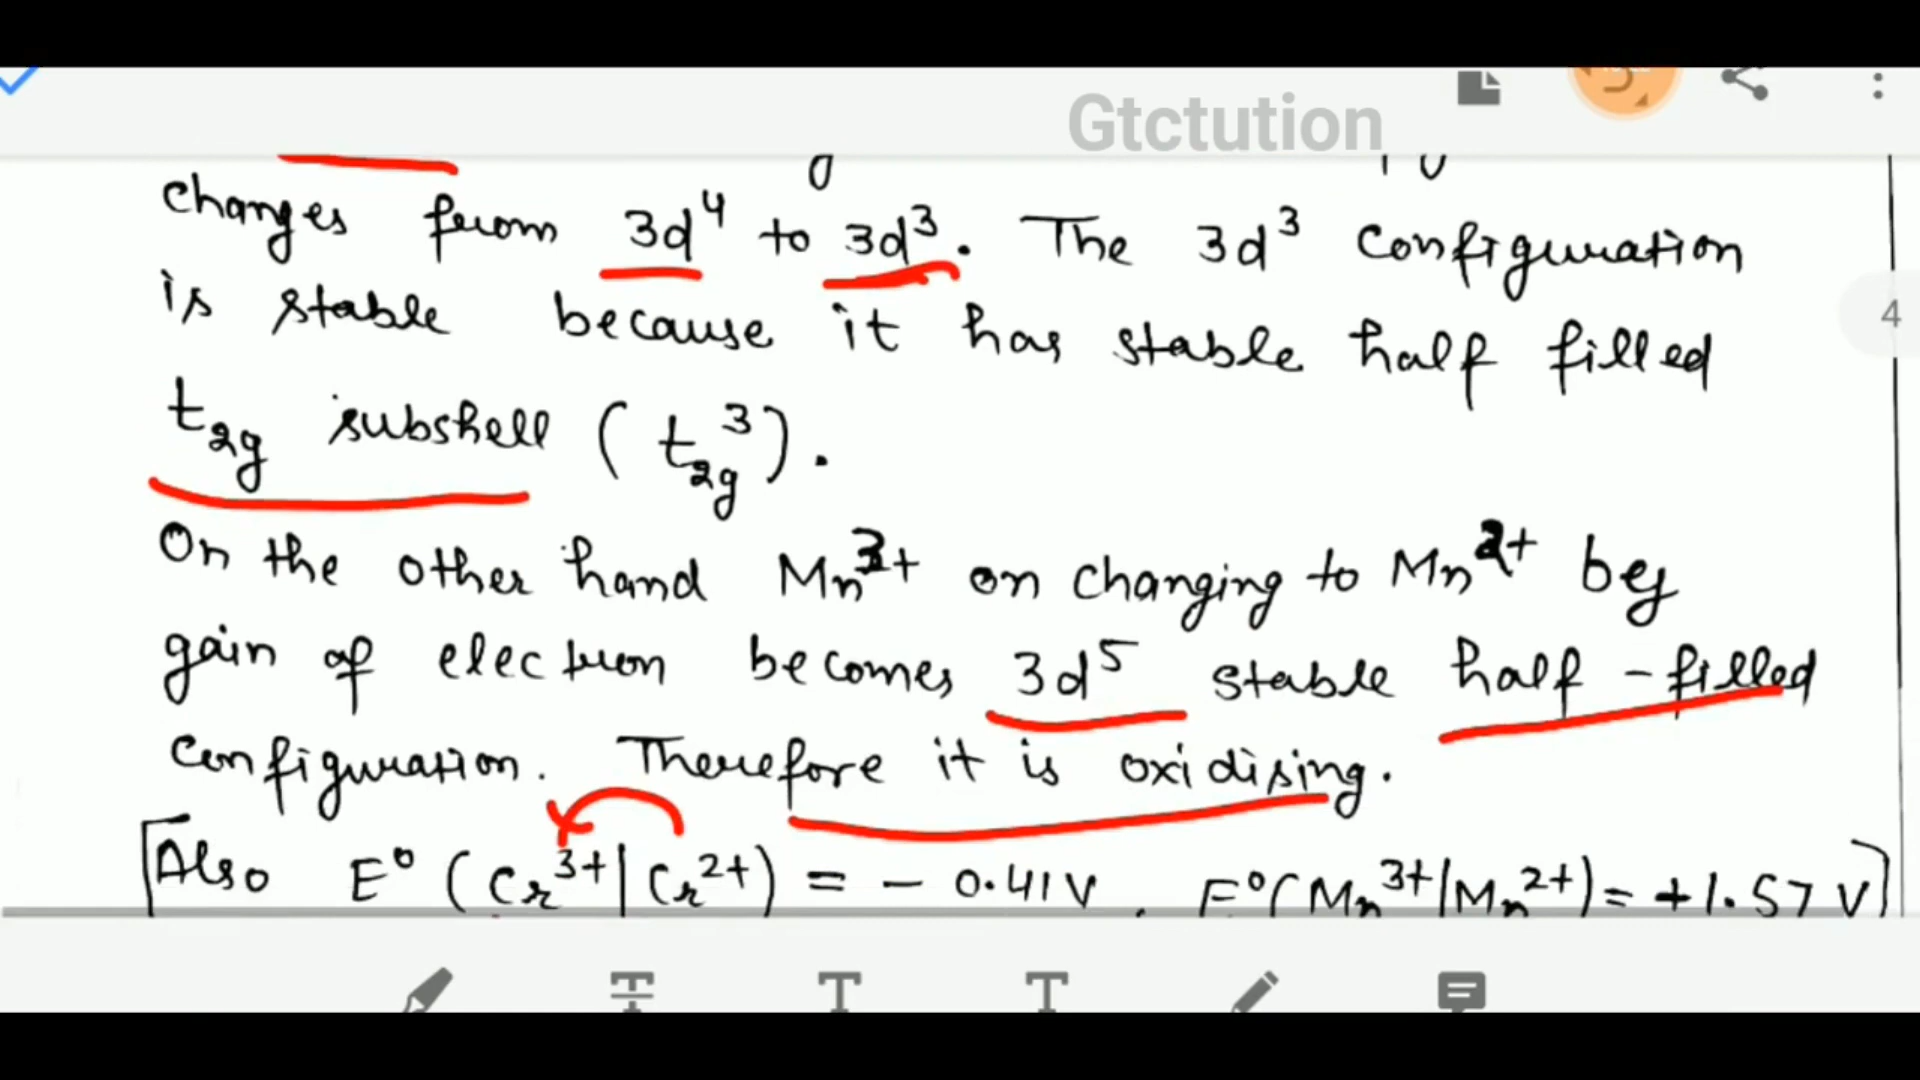 Gtctution
changes from 3d⁴ to 3d³. The 3d³ configuration
is stable because it has stable half filled
t₂g subshell (t₂g³).
On the other hand Mn³⁺ on changing to Mn²⁺ by
gain of electron becomes 3d⁵ stable half-filled
configuration. Therefore it is oxidising.
[Also E° (Cr³⁺|Cr²⁺) = - 0.41V, E°(Mn³⁺|Mn²⁺) = +1.57 V]
4